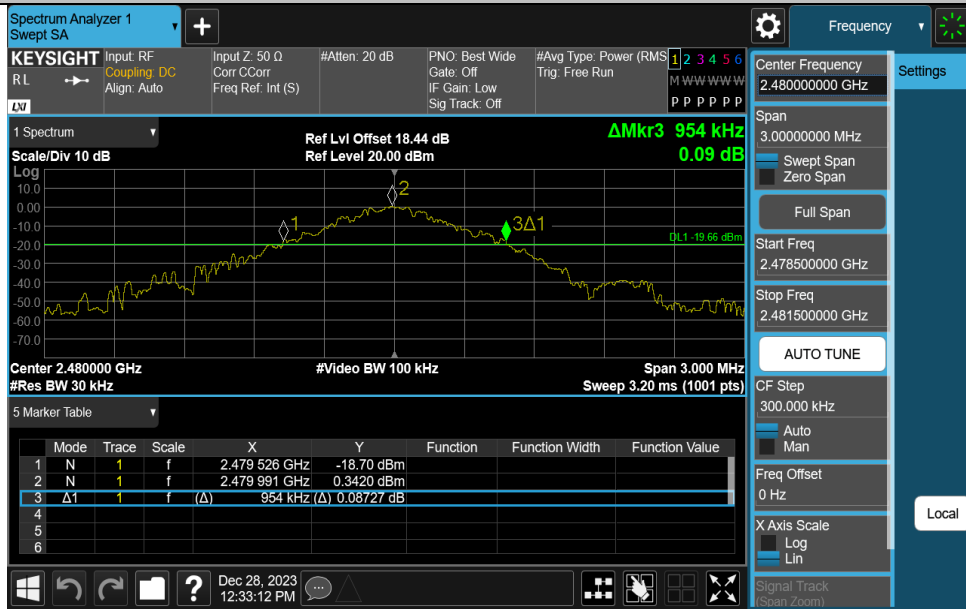 Spectrum Analyzer 1
Swept SA
+
Frequency
KEYSIGHT
RL
LXI
Input: RF
Coupling: DC
Align: Auto
Input Z: 50 Ω
Corr CCorr
Freq Ref: Int (S)
#Atten: 20 dB
PNO: Best Wide
Gate: Off
IF Gain: Low
Sig Track: Off
#Avg Type: Power (RMS
Trig: Free Run
1 2 3 4 5 6
M W W W W W
P P P P P P
1 Spectrum
Scale/Div 10 dB
Ref Lvl Offset 18.44 dB
Ref Level 20.00 dBm
ΔMkr3 954 kHz
0.09 dB
Log
10.0
0.00
-10.0
-20.0
-30.0
-40.0
-50.0
-60.0
-70.0
1
2
3Δ1
DL1 -19.66 dBm
Center 2.480000 GHz
#Video BW 100 kHz
Span 3.000 MHz
#Res BW 30 kHz
Sweep 3.20 ms (1001 pts)
5 Marker Table
Mode Trace Scale X Y Function Function Width Function Value
1 N 1 f 2.479 526 GHz -18.70 dBm
2 N 1 f 2.479 991 GHz 0.3420 dBm
3 Δ1 1 f (Δ) 954 kHz (Δ) 0.08727 dB
4
5
6
?
Dec 28, 2023
12:33:12 PM
Center Frequency
2.480000000 GHz
Span
3.00000000 MHz
Swept Span
Zero Span
Full Span
Start Freq
2.478500000 GHz
Stop Freq
2.481500000 GHz
AUTO TUNE
CF Step
300.000 kHz
Auto
Man
Freq Offset
0 Hz
X Axis Scale
Log
Lin
Signal Track
(Span Zoom)
Settings
Local